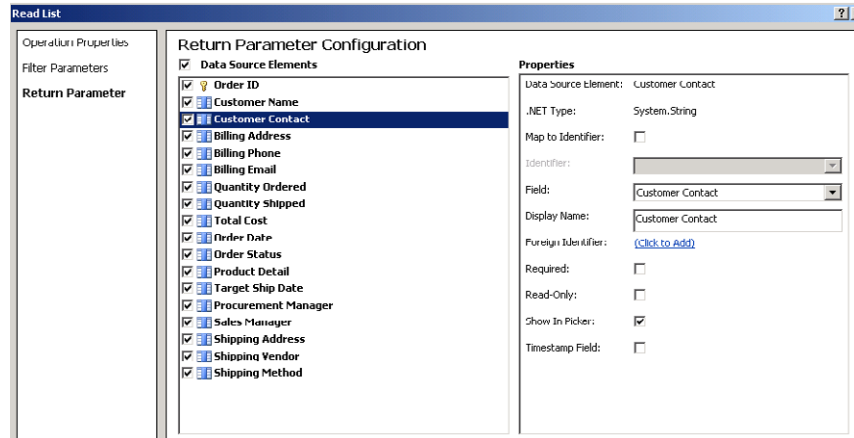 Read List
Operation Properties
Filter Parameters
Return Parameter
Return Parameter Configuration
Data Source Elements
Order ID
Customer Name
Customer Contact
Billing Address
Billing Phone
Billing Email
Quantity Ordered
Quantity Shipped
Total Cost
Order Date
Order Status
Product Detail
Target Ship Date
Procurement Manager
Sales Manager
Shipping Address
Shipping Vendor
Shipping Method
Properties
Data Source Element: Customer Contact
.NET Type: System.String
Map to Identifier:
Identifier:
Field: Customer Contact
Display Name: Customer Contact
Foreign Identifier: (Click to Add)
Required:
Read-Only:
Show In Picker:
Timestamp Field: